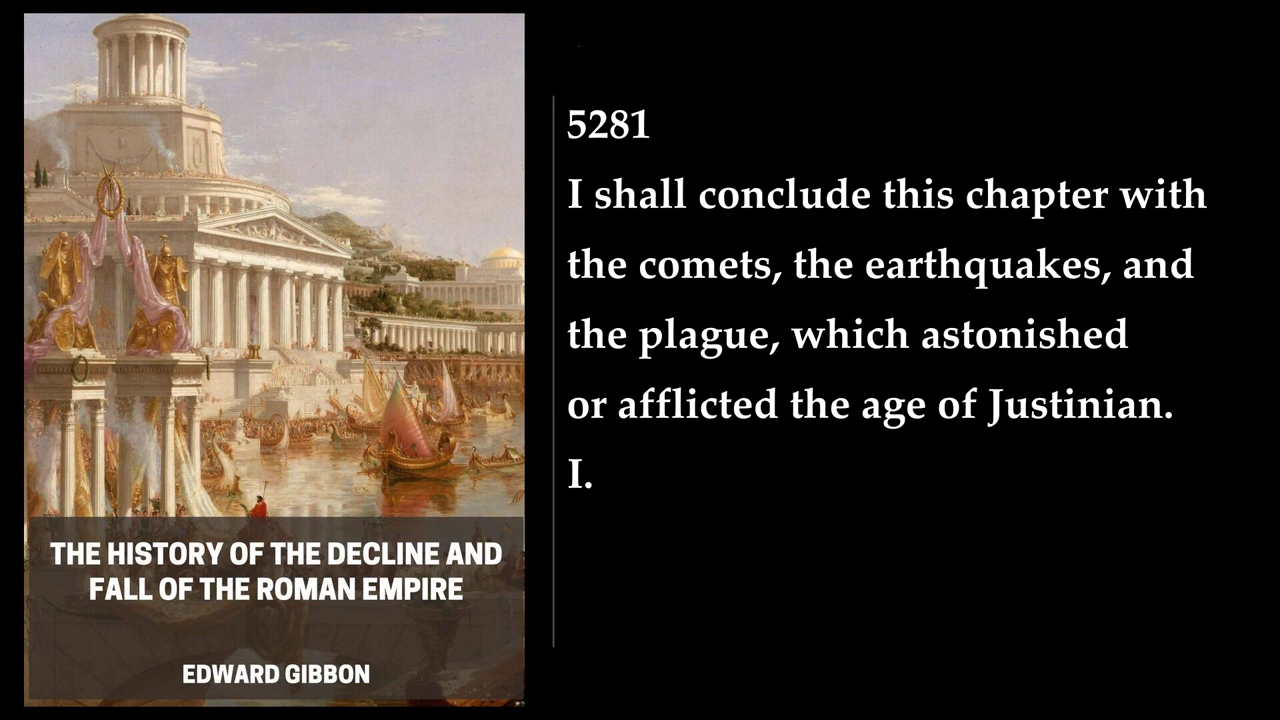 THE HISTORY OF THE DECLINE AND
FALL OF THE ROMAN EMPIRE
EDWARD GIBBON
5281
I shall conclude this chapter with
the comets, the earthquakes, and
the plague, which astonished
or afflicted the age of Justinian.
I.